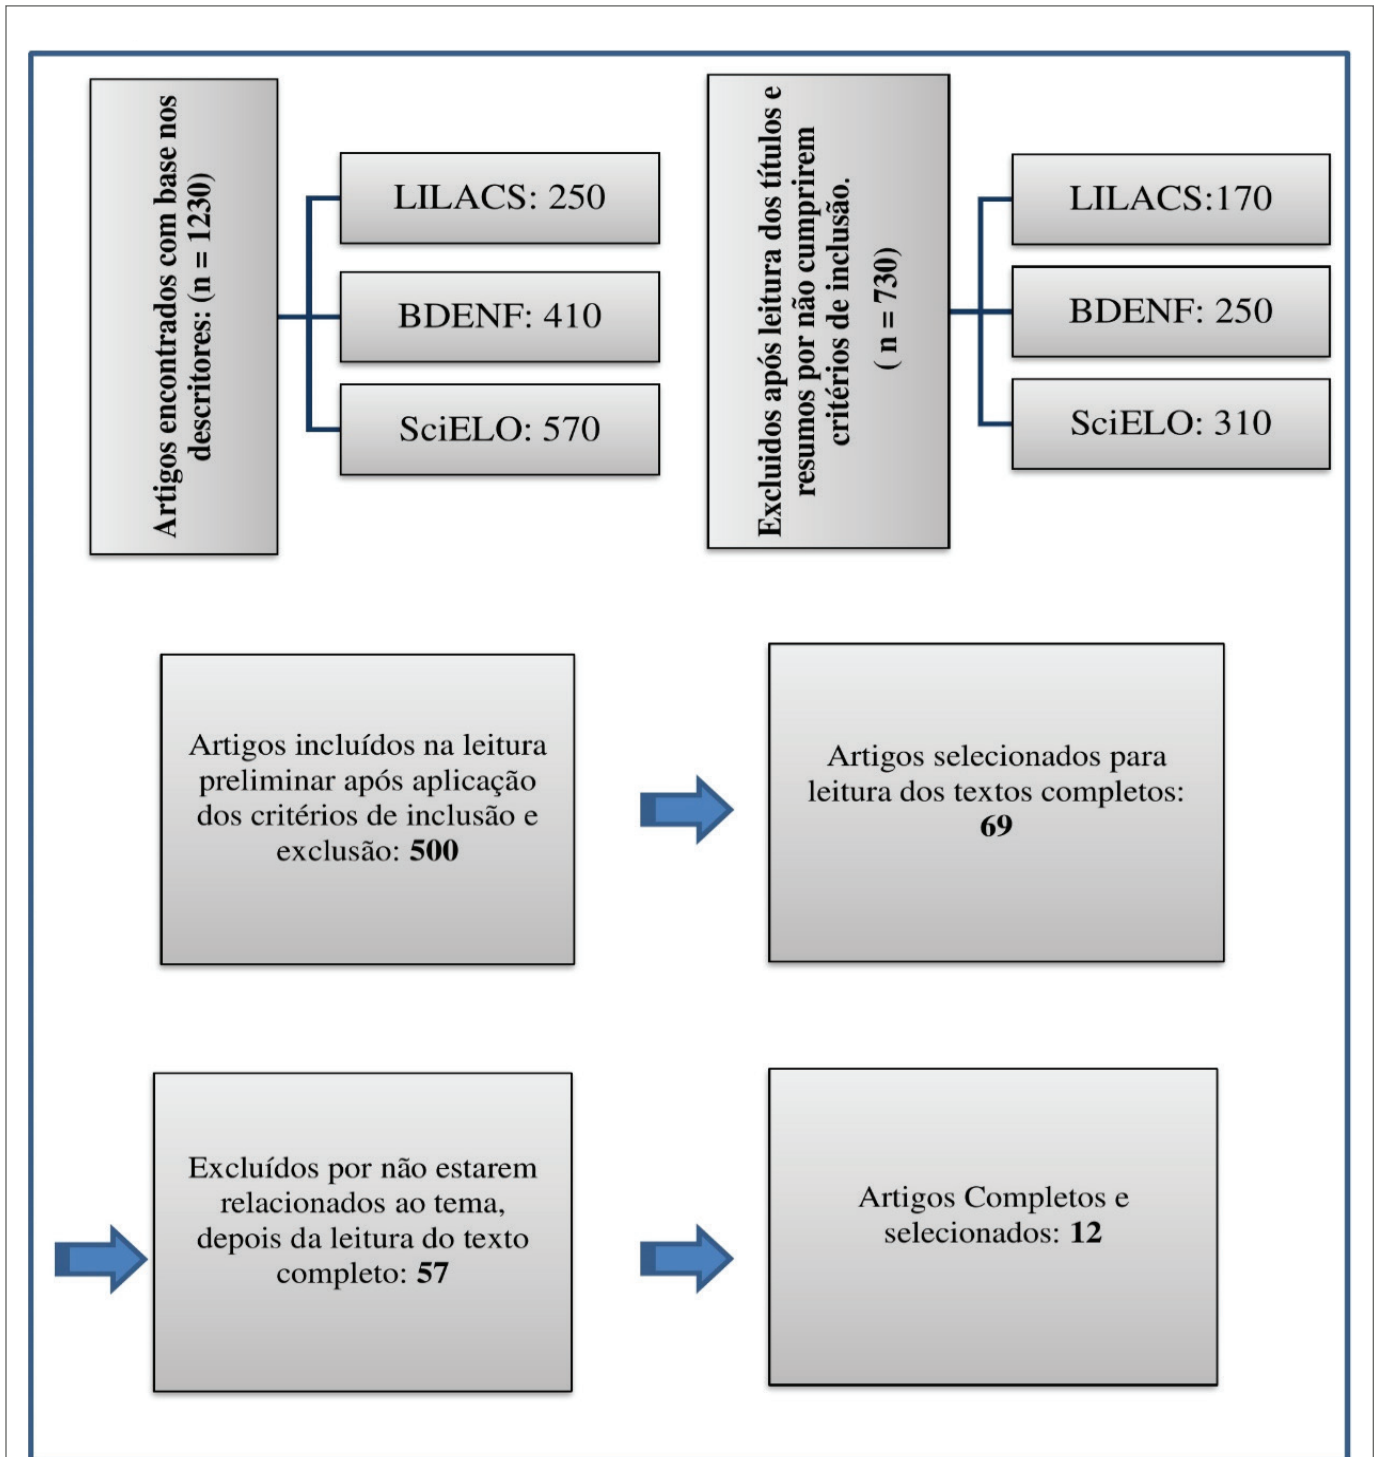 Artigos encontrados com base nos
descritores: (n = 1230)
LILACS: 250
BDENF: 410
SciELO: 570
Excluidos após leitura dos títulos e
resumos por não cumprirem
critérios de inclusão.
( n = 730)
LILACS:170
BDENF: 250
SciELO: 310
Artigos incluídos na leitura
preliminar após aplicação
dos critérios de inclusão e
exclusão: 500
Artigos selecionados para
leitura dos textos completos:
69
Excluídos por não estarem
relacionados ao tema,
depois da leitura do texto
completo: 57
Artigos Completos e
selecionados: 12